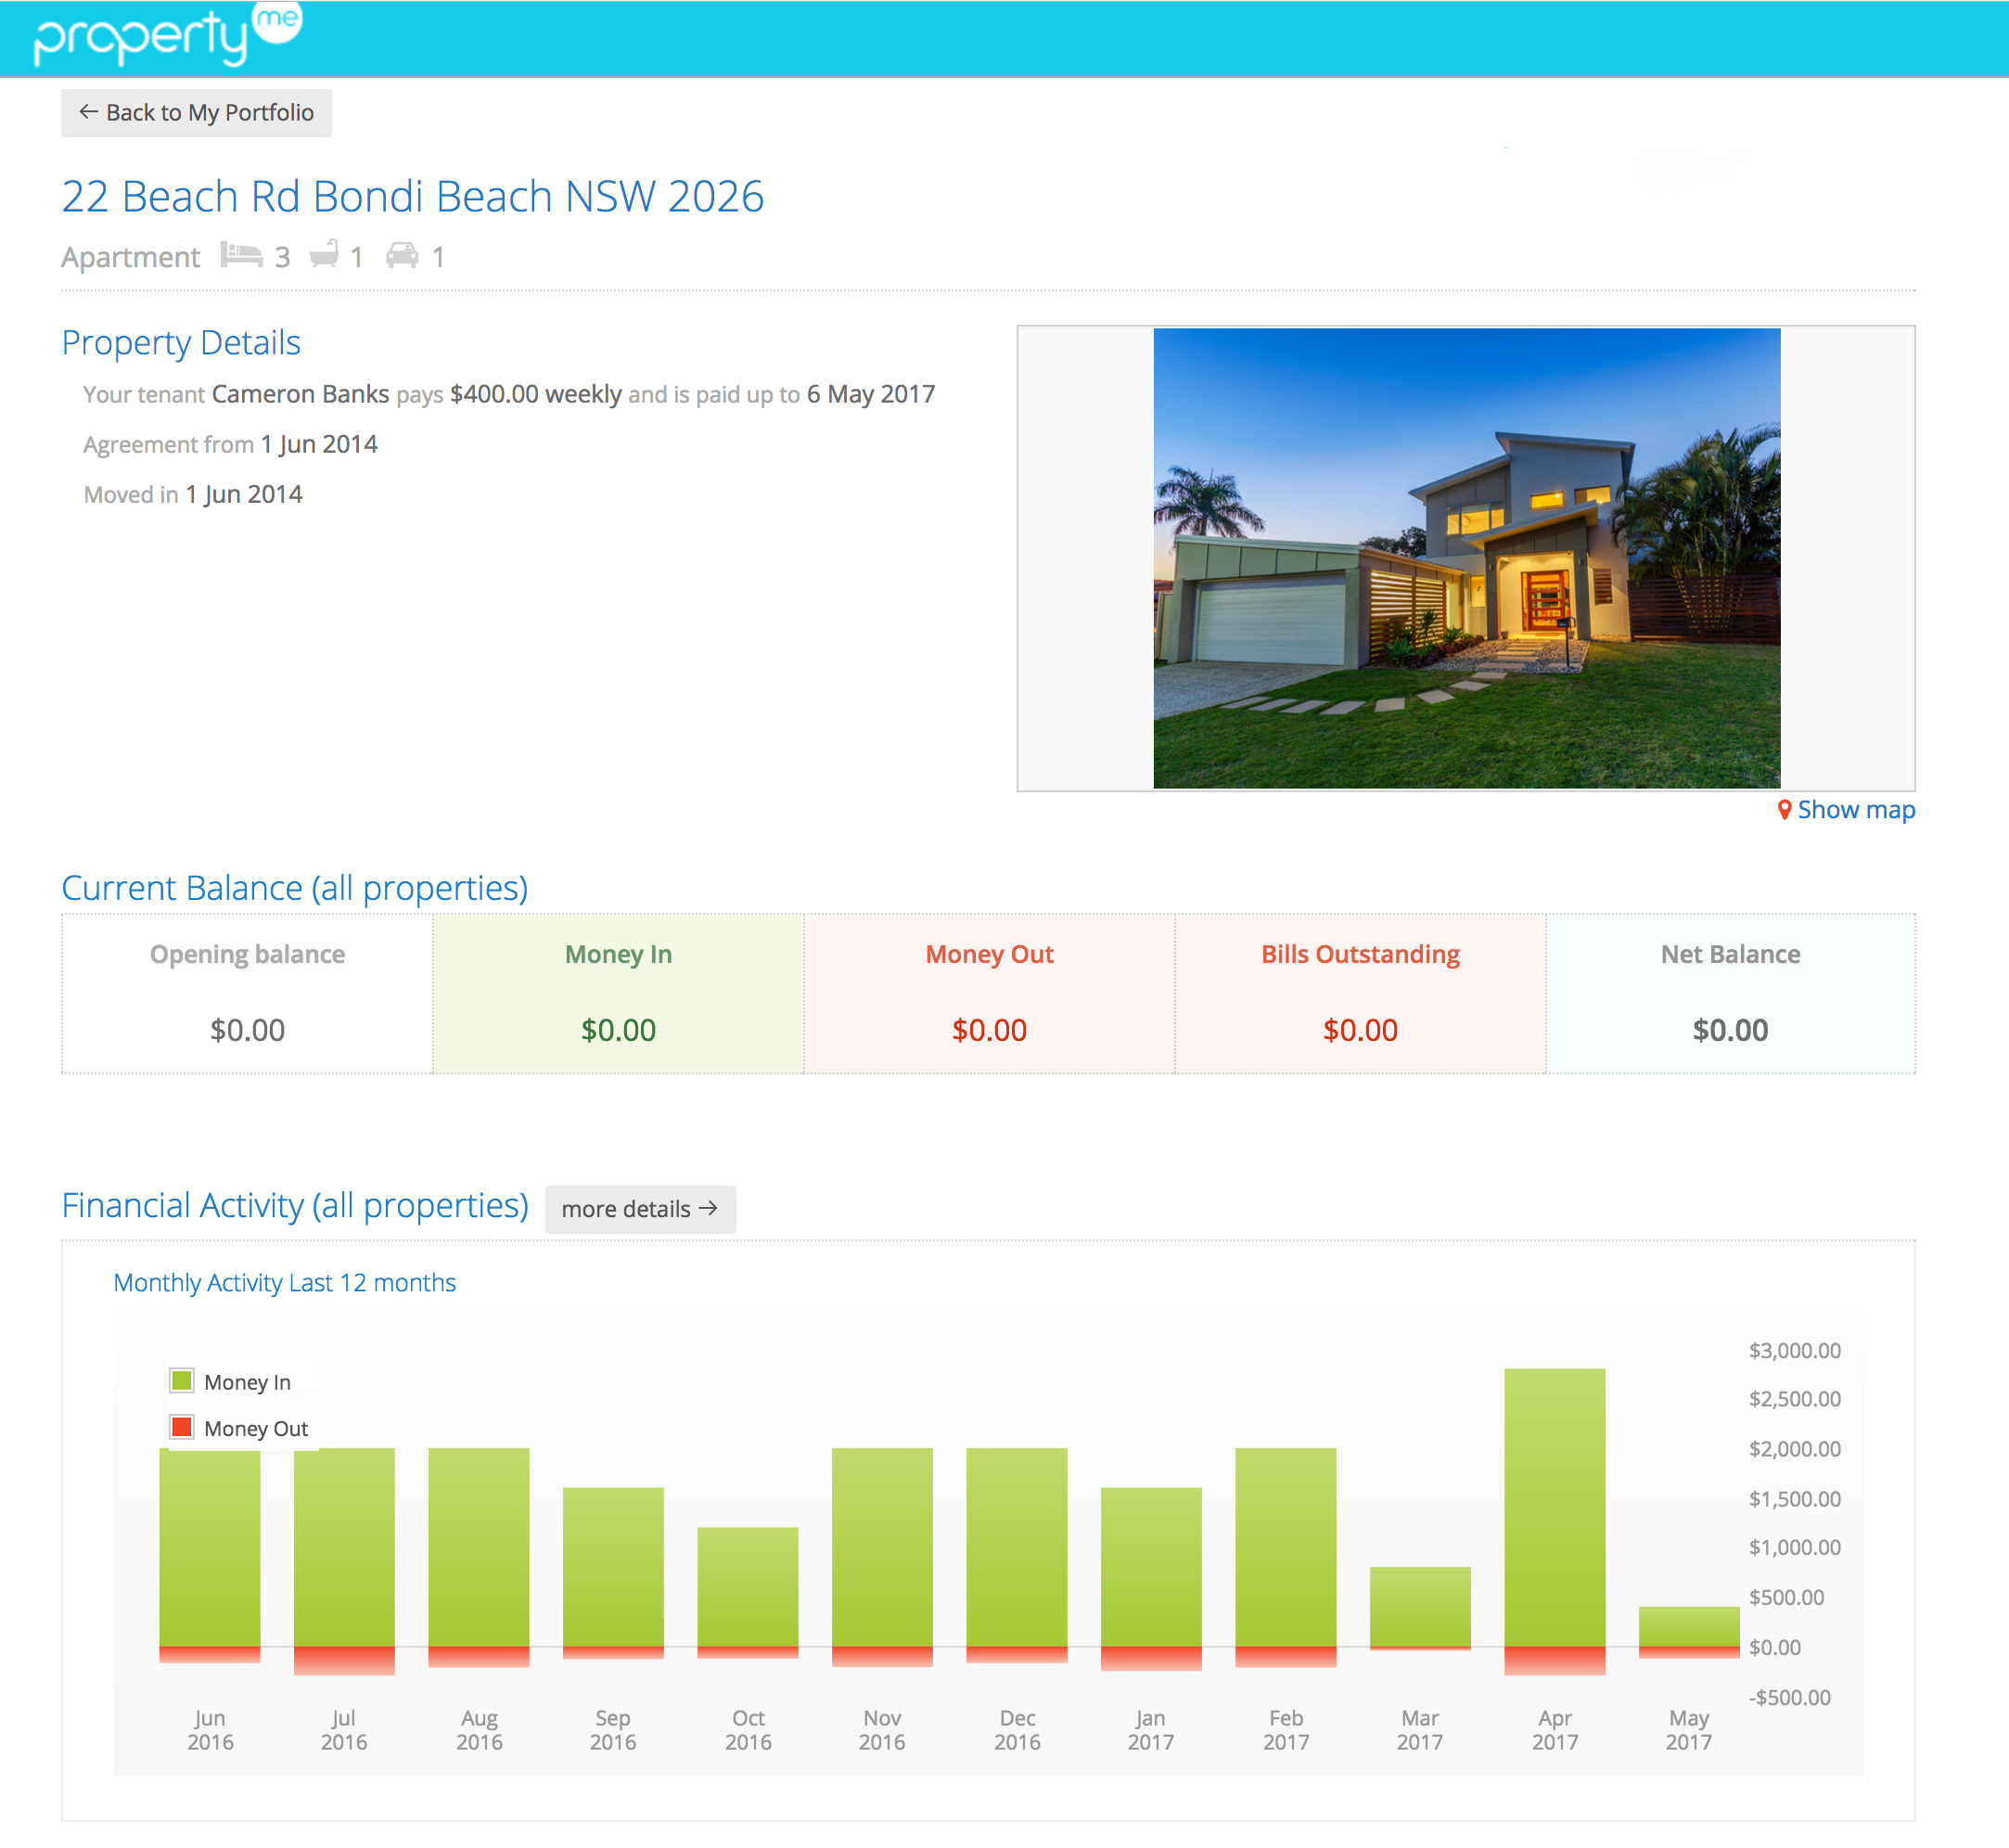 property me
← Back to My Portfolio
22 Beach Rd Bondi Beach NSW 2026
Apartment 3 1 1
Property Details
Your tenant Cameron Banks pays $400.00 weekly and is paid up to 6 May 2017
Agreement from 1 Jun 2014
Moved in 1 Jun 2014
Show map
Current Balance (all properties)
Opening balance Money In Money Out Bills Outstanding Net Balance
$0.00 $0.00 $0.00 $0.00 $0.00
Financial Activity (all properties) more details →
Monthly Activity Last 12 months
Money In
Money Out
$3,000.00
$2,500.00
$2,000.00
$1,500.00
$1,000.00
$500.00
$0.00
-$500.00
Jun Jul Aug Sep Oct Nov Dec Jan Feb Mar Apr May
2016 2016 2016 2016 2016 2016 2016 2017 2017 2017 2017 2017